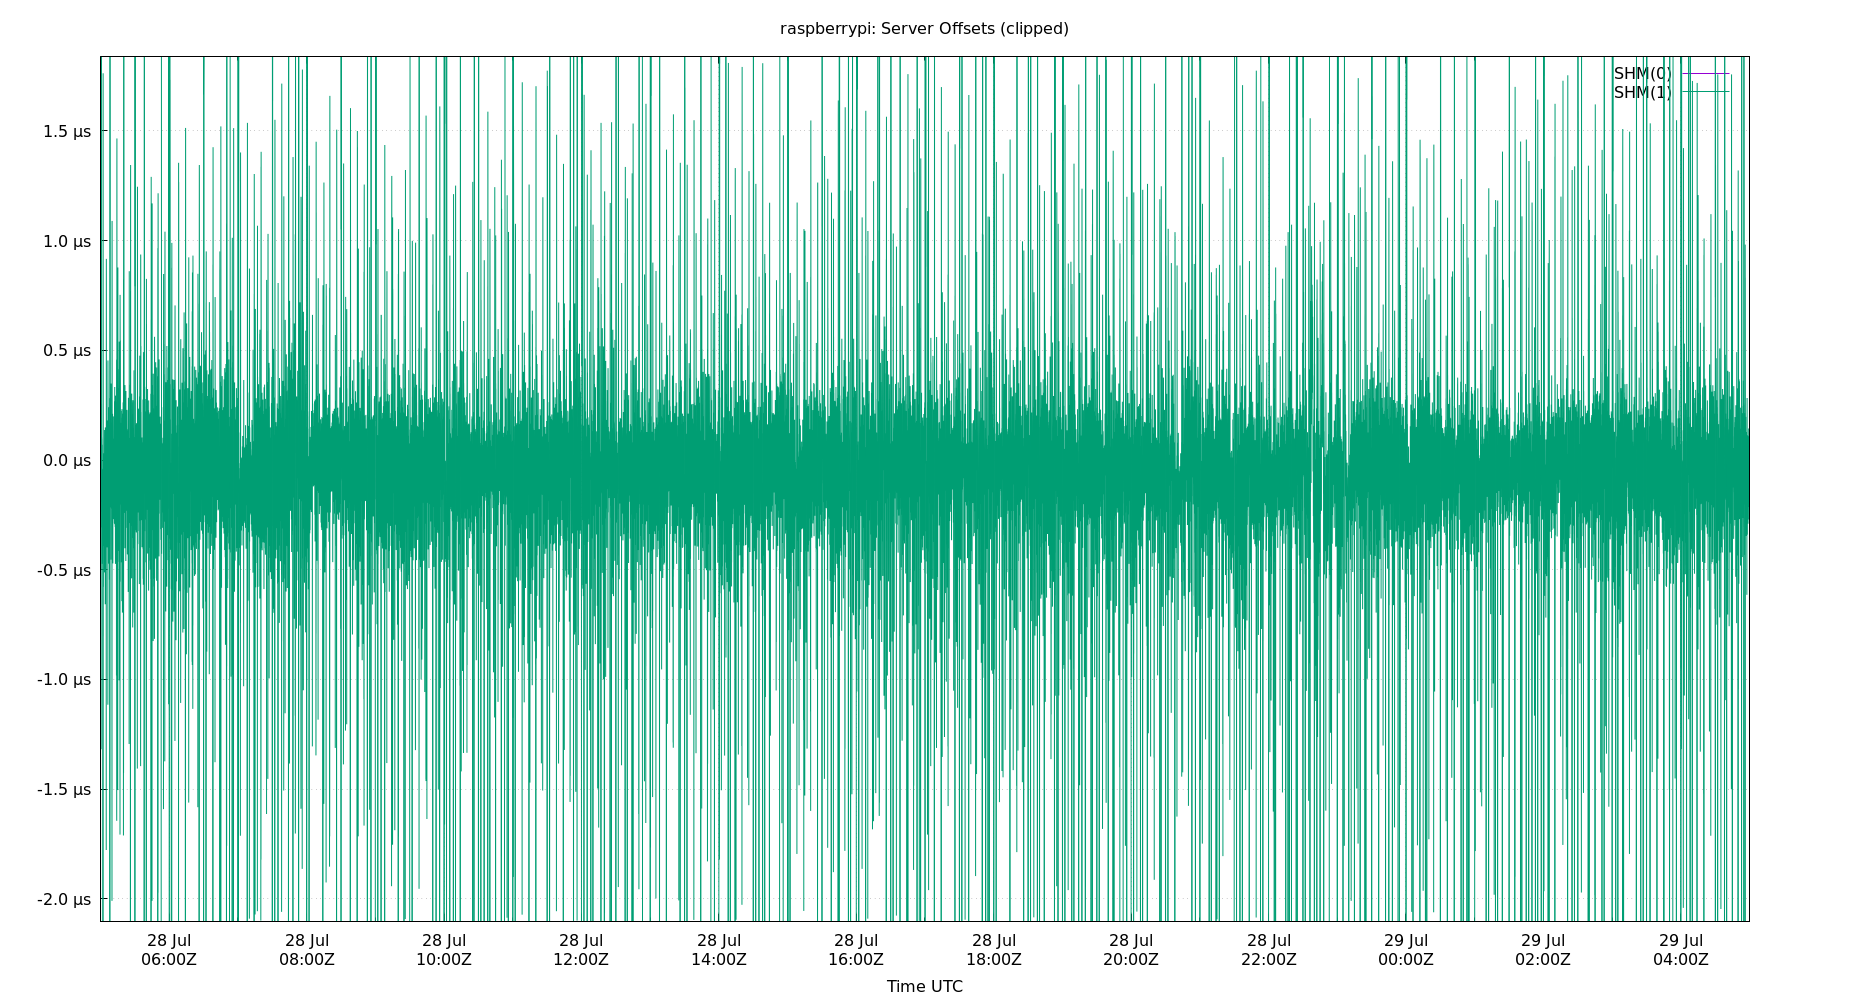 raspberrypi: Server Offsets (clipped)
SHM(0)
SHM(1)
1.5 µs
1.0 µs
0.5 µs
0.0 µs
-0.5 µs
-1.0 µs
-1.5 µs
-2.0 µs
28 Jul 28 Jul 28 Jul 28 Jul 28 Jul 28 Jul 28 Jul 28 Jul 28 Jul 29 Jul 29 Jul 29 Jul
06:00Z 08:00Z 10:00Z 12:00Z 14:00Z 16:00Z 18:00Z 20:00Z 22:00Z 00:00Z 02:00Z 04:00Z
Time UTC